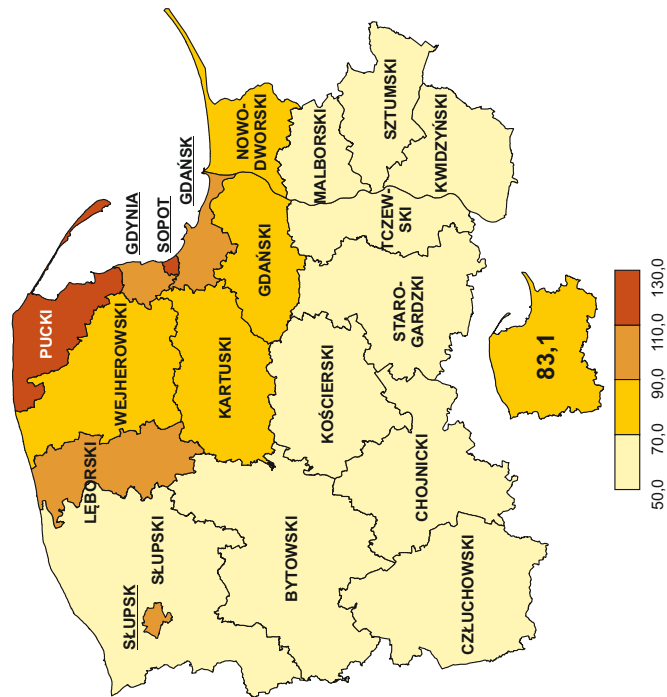 PUCKI
GDYNIA
SOPOT
GDAŃSK
NOWO-
DWORSKI
WEJHEROWSKI
LĘBORSKI
SŁUPSK
SŁUPSKI
KARTUSKI
GDAŃSKI
MALBORSKI
SZTUMSKI
KWIDZYŃSKI
TCZEW-
SKI
STARO-
GARDZKI
KOŚCIERSKI
BYTOWSKI
CHOJNICKI
CZŁUCHOWSKI
83,1
50,0 70,0 90,0 110,0 130,0